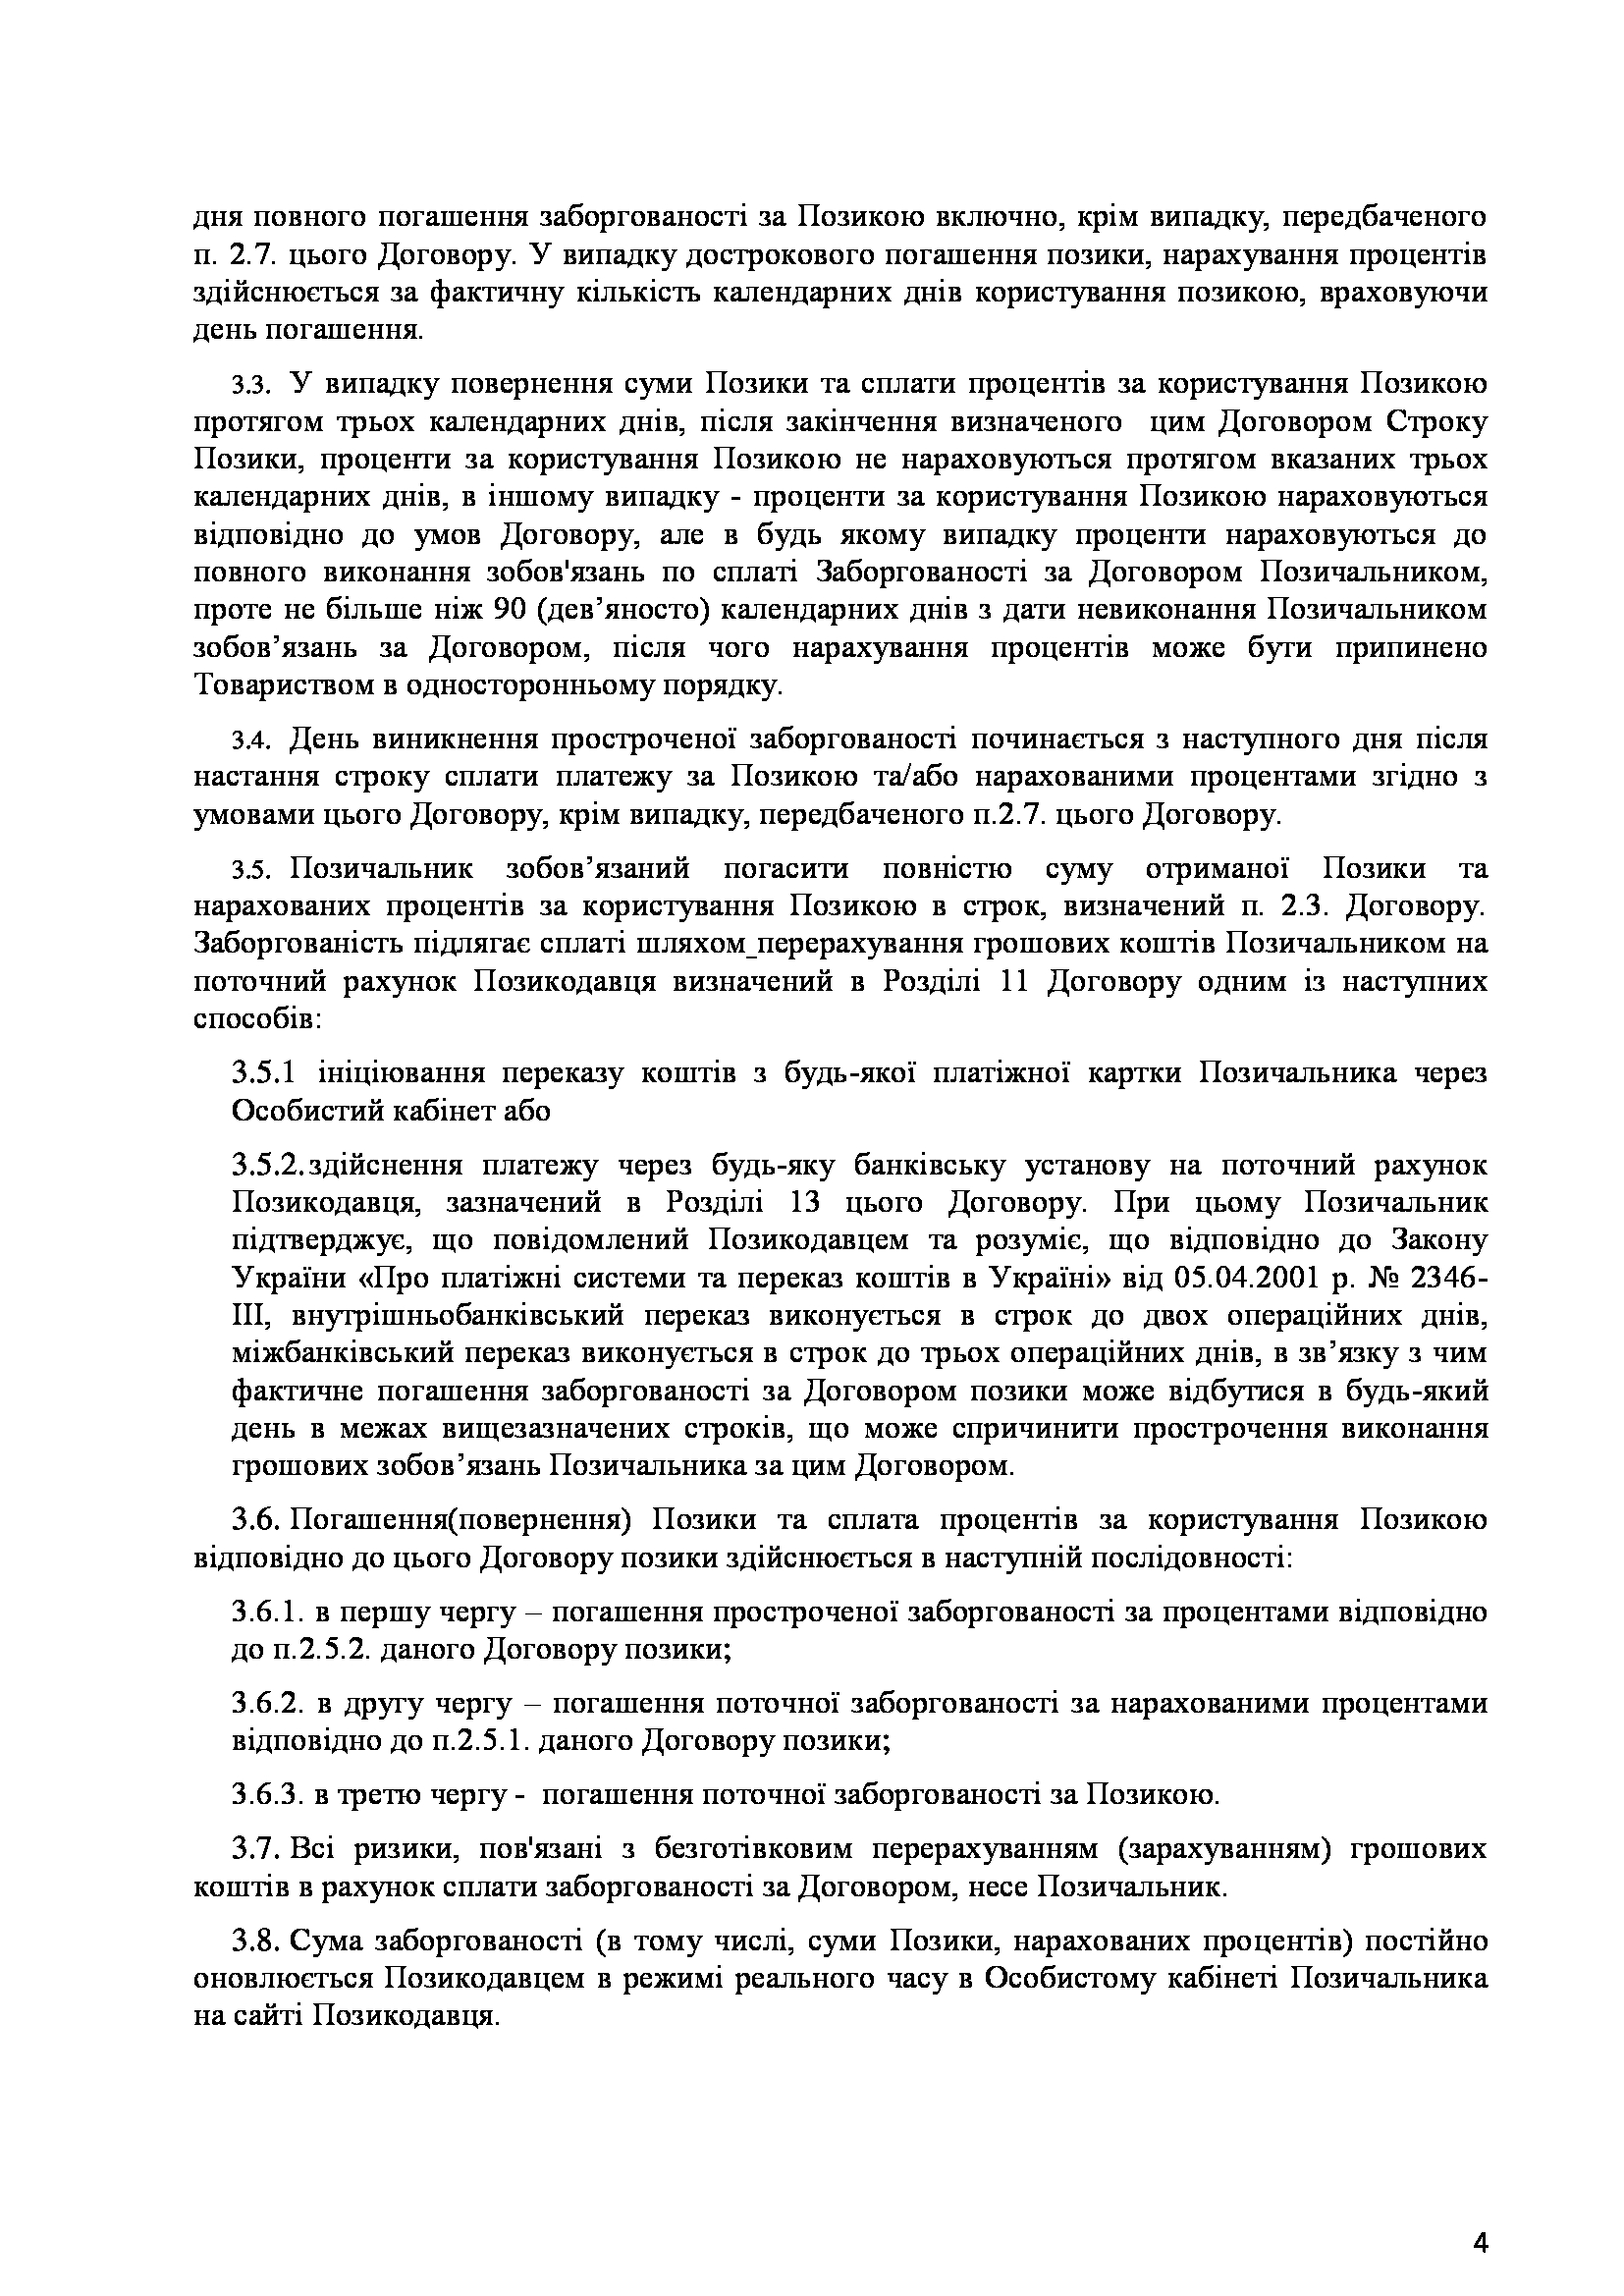 дня повного погашення заборгованості за Позикою включно, крім випадку, передбаченого
п. 2.7. цього Договору. У випадку дострокового погашення позики, нарахування процентів
здійснюється за фактичну кількість календарних днів користування позикою, враховуючи
день погашення.
3.3. У випадку повернення суми Позики та сплати процентів за користування Позикою
протягом трьох календарних днів, після закінчення визначеного цим Договором Строку
Позики, проценти за користування Позикою не нараховуються протягом вказаних трьох
календарних днів, в іншому випадку - проценти за користування Позикою нараховуються
відповідно до умов Договору, але в будь якому випадку проценти нараховуються до
повного виконання зобов'язань по сплаті Заборгованості за Договором Позичальником,
проте не більше ніж 90 (дев’яносто) календарних днів з дати невиконання Позичальником
зобов’язань за Договором, після чого нарахування процентів може бути припинено
Товариством в односторонньому порядку.
3.4. День виникнення простроченої заборгованості починається з наступного дня після
настання строку сплати платежу за Позикою та/або нарахованими процентами згідно з
умовами цього Договору, крім випадку, передбаченого п.2.7. цього Договору.
3.5. Позичальник зобов’язаний погасити повністю суму отриманої Позики та
нарахованих процентів за користування Позикою в строк, визначений п. 2.3. Договору.
Заборгованість підлягає сплаті шляхом_перерахування грошових коштів Позичальником на
поточний рахунок Позикодавця визначений в Розділі 11 Договору одним із наступних
способів:
3.5.1 ініціювання переказу коштів з будь-якої платіжної картки Позичальника через
Особистий кабінет або
3.5.2.здійснення платежу через будь-яку банківську установу на поточний рахунок
Позикодавця, зазначений в Розділі 13 цього Договору. При цьому Позичальник
підтверджує, що повідомлений Позикодавцем та розуміє, що відповідно до Закону
України «Про платіжні системи та переказ коштів в Україні» від 05.04.2001 р. № 2346-
III, внутрішньобанківський переказ виконується в строк до двох операційних днів,
міжбанківський переказ виконується в строк до трьох операційних днів, в зв’язку з чим
фактичне погашення заборгованості за Договором позики може відбутися в будь-який
день в межах вищезазначених строків, що може спричинити прострочення виконання
грошових зобов’язань Позичальника за цим Договором.
3.6. Погашення(повернення) Позики та сплата процентів за користування Позикою
відповідно до цього Договору позики здійснюється в наступній послідовності:
3.6.1. в першу чергу – погашення простроченої заборгованості за процентами відповідно
до п.2.5.2. даного Договору позики;
3.6.2. в другу чергу – погашення поточної заборгованості за нарахованими процентами
відповідно до п.2.5.1. даного Договору позики;
3.6.3. в третю чергу - погашення поточної заборгованості за Позикою.
3.7. Всі ризики, пов'язані з безготівковим перерахуванням (зарахуванням) грошових
коштів в рахунок сплати заборгованості за Договором, несе Позичальник.
3.8. Сума заборгованості (в тому числі, суми Позики, нарахованих процентів) постійно
оновлюється Позикодавцем в режимі реального часу в Особистому кабінеті Позичальника
на сайті Позикодавця.
4